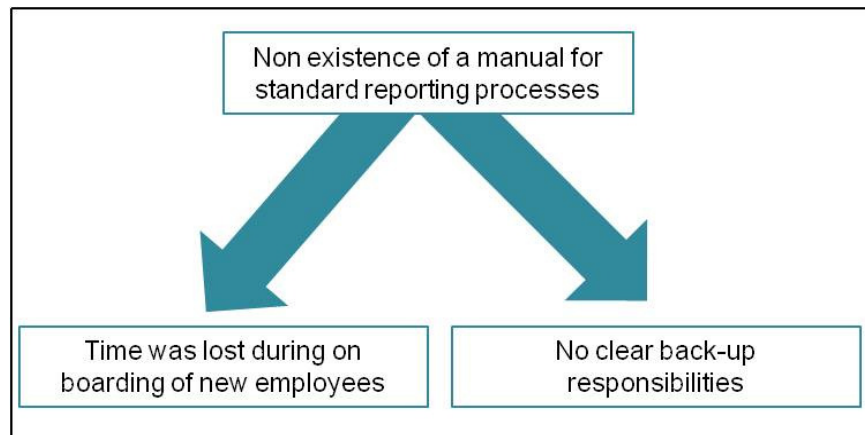 Non existence of a manual for
standard reporting processes
Time was lost during on
boarding of new employees
No clear back-up
responsibilities